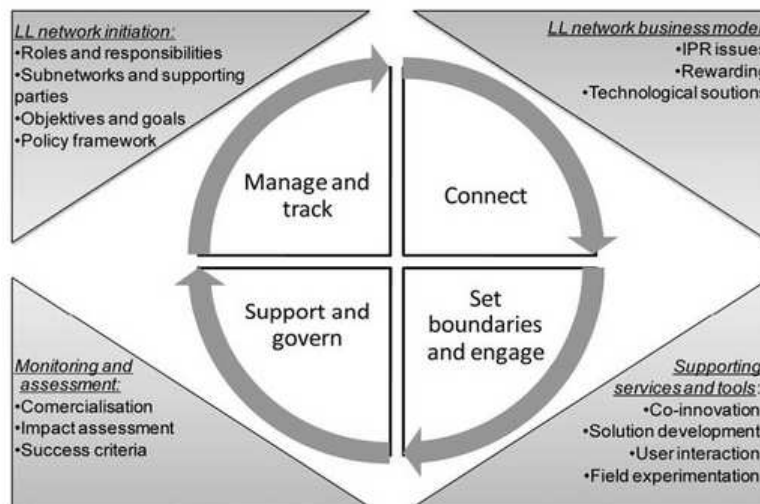 LL network initiation:
•Roles and responsibilities
•Subnetworks and supporting
parties
•Objektives and goals
•Policy framework
LL network business model
•IPR issues
•Rewarding
•Technological soutions
Manage and
track
Connect
Support and
govern
Set
boundaries
and engage
Monitoring and
assessment:
•Comercialisation
•Impact assessment
•Success criteria
Supporting
services and tools:
•Co-innovation
•Solution development
•User interaction
•Field experimentation